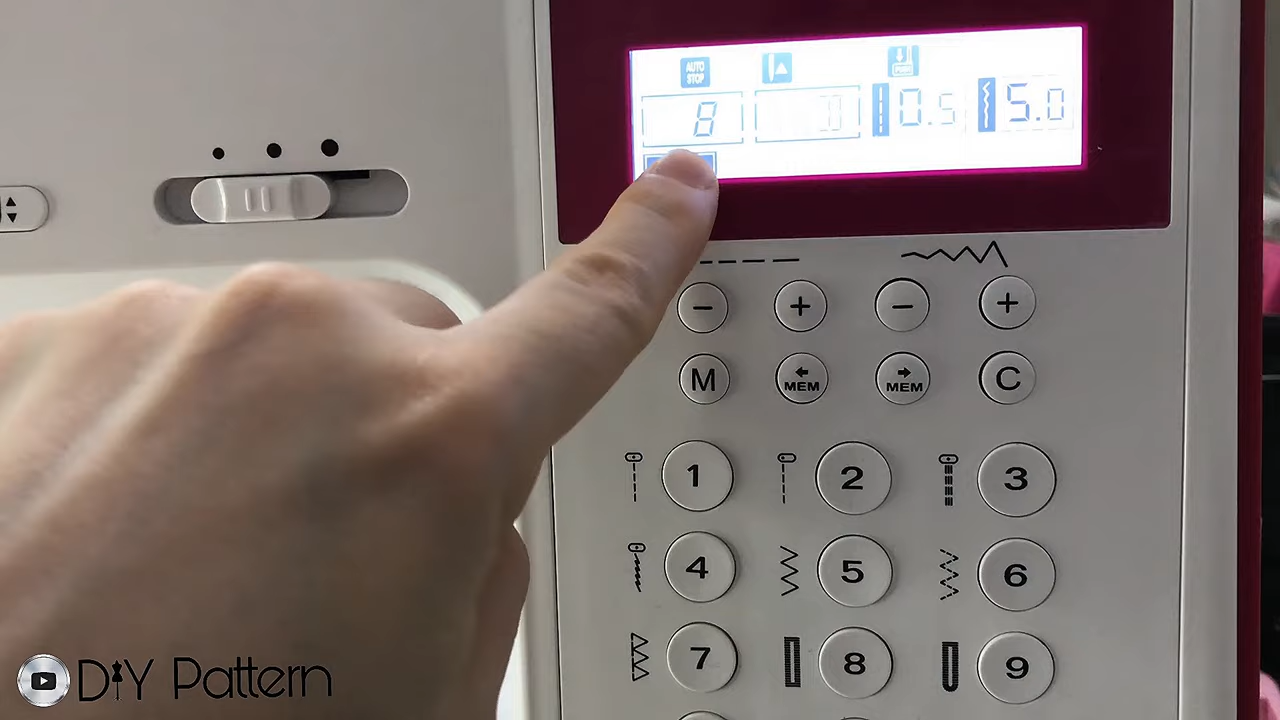 AUTO
STOP
8 0 0.5 5.0
- + - +
M MEM MEM C
1 2 3
4 5 6
7 8 9
DIY Pattern